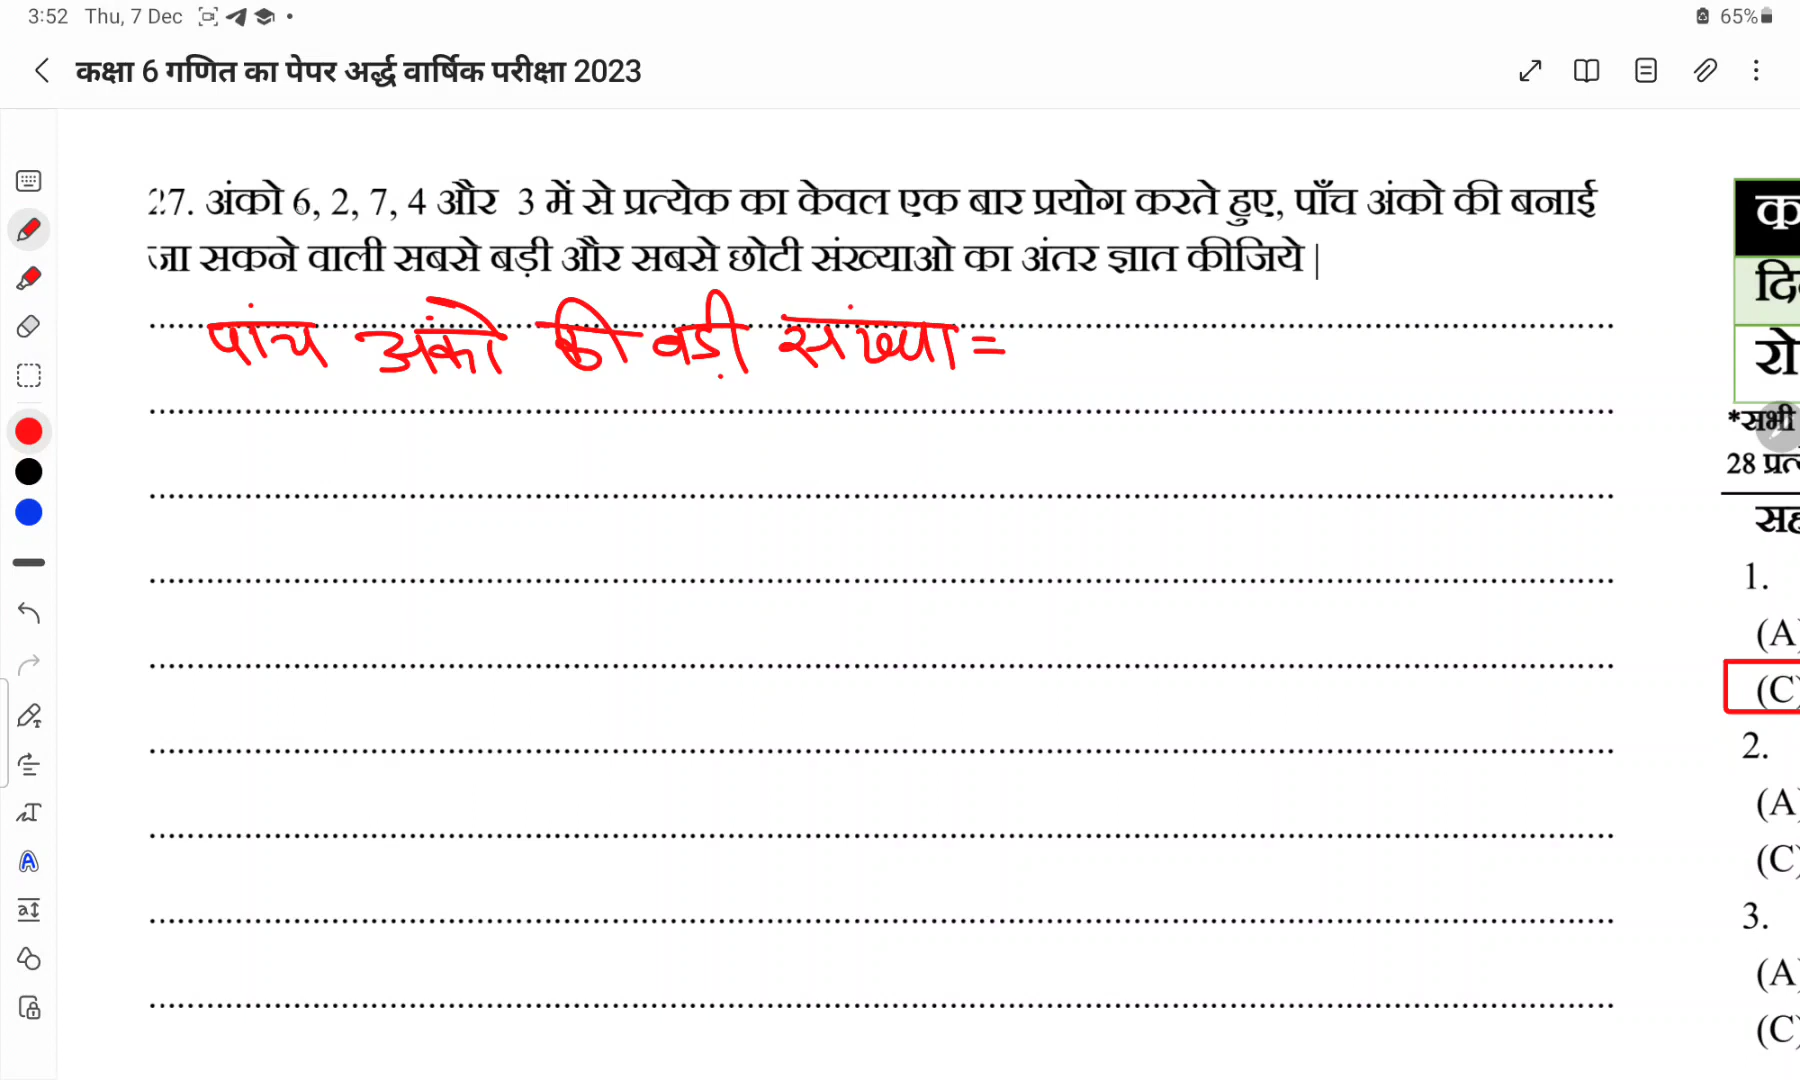 3:52 Thu, 7 Dec 65%
कक्षा 6 गणित का पेपर अर्द्ध वार्षिक परीक्षा 2023
27. अंको 6, 2, 7, 4 और 3 में से प्रत्येक का केवल एक बार प्रयोग करते हुए, पाँच अंको की बनाई
जा सकने वाली सबसे बड़ी और सबसे छोटी संख्याओ का अंतर ज्ञात कीजिये |
पांच अंको की बड़ी संख्या =
रो
*सभी
28
1.
(A)
(C)
2.
(A)
(C)
3.
(A)
(C)